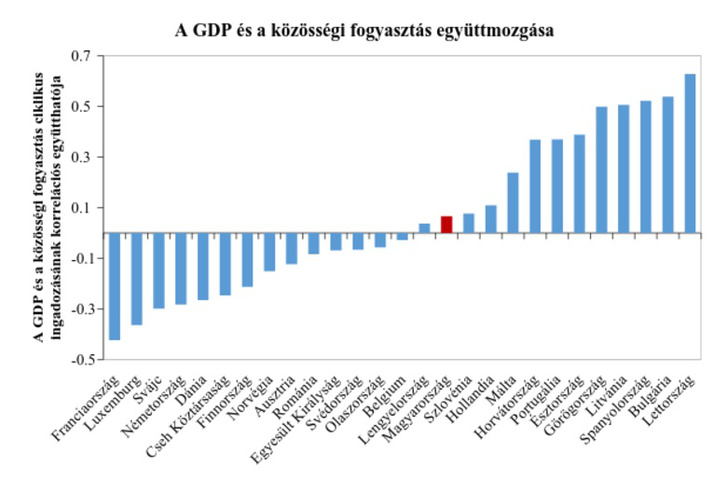 A GDP és a közösségi fogyasztás együttmozgása
A GDP és a közösségi fogyasztás ciklikus
ingadozásának korrelációs együtthatója
0.7
0.5
0.3
0.1
-0.1
-0.3
-0.5
Franciaország
Luxemburg
Svájc
Németország
Dánia
Cseh Köztársaság
Finnország
Norvégia
Ausztria
Románia
Egyesült Királyság
Svédország
Olaszország
Belgium
Lengyelország
Magyarország
Szlovénia
Hollandia
Málta
Horvátország
Portugália
Észtország
Görögország
Litvánia
Spanyolország
Bulgária
Lettország